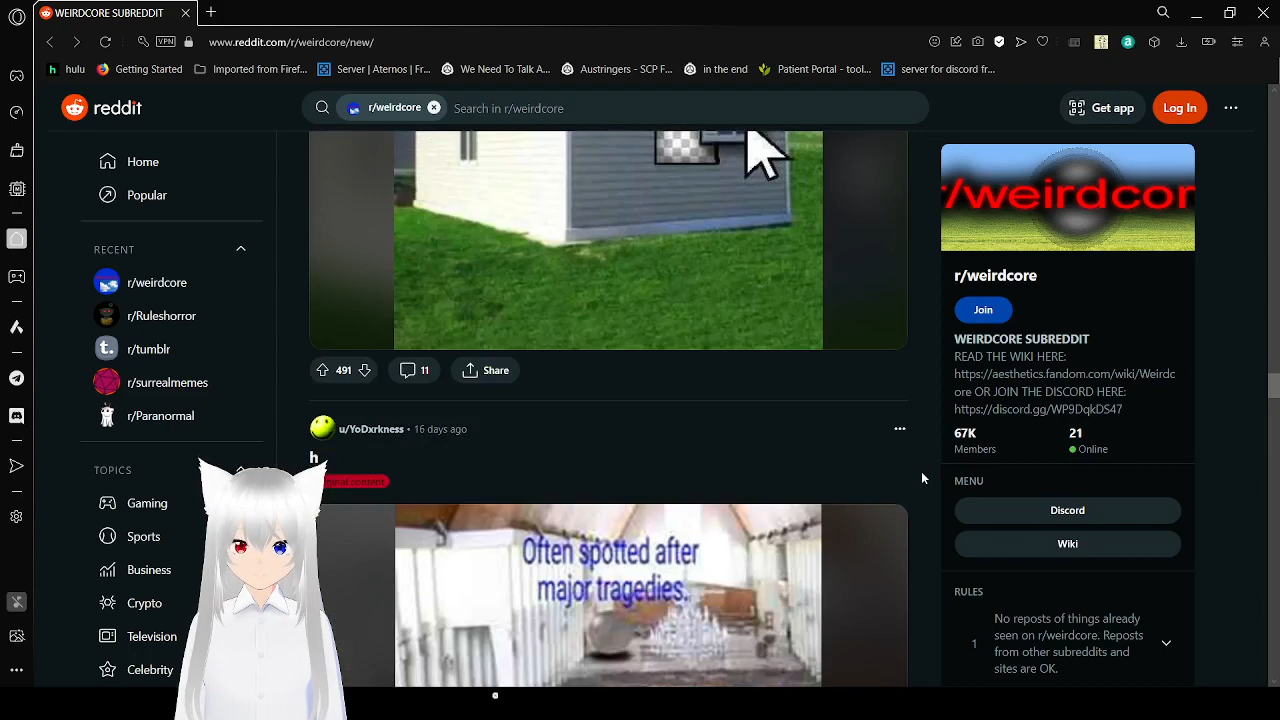 WEIRDCORE SUBREDDIT
VPN
www.reddit.com/r/weirdcore/new/
hulu
Getting Started
Imported from Firef...
Server | Aternos | Fr...
We Need To Talk A...
Austringers - SCP F...
in the end
Patient Portal - tool...
server for discord fr...
reddit
r/weirdcore
Search in r/weirdcore
Get app
Log In
Home
Popular
RECENT
r/weirdcore
r/Ruleshorror
r/tumblr
r/surrealmemes
r/Paranormal
TOPICS
Gaming
Sports
Business
Crypto
Television
Celebrity
491
11
Share
u/YoDxrkness • 16 days ago
h
content
Often spotted after
major tragedies.
r/weirdcor
r/weirdcore
Join
WEIRDCORE SUBREDDIT
READ THE WIKI HERE:
https://aesthetics.fandom.com/wiki/Weirdc
ore OR JOIN THE DISCORD HERE:
https://discord.gg/WP9DqkDS47
67K
21
Members
Online
MENU
Discord
Wiki
RULES
1
No reposts of things already
seen on r/weirdcore. Reposts
from other subreddits and
sites are OK.